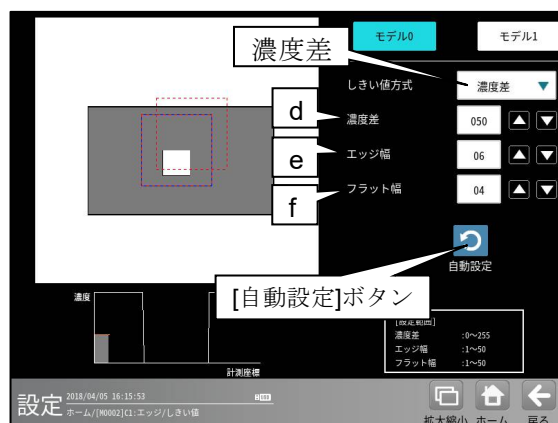 モデル0 モデル1
濃度差
しきい値方式 濃度差
d 濃度差 050
e エッジ幅 06
f フラット幅 04
自動設定
[自動設定]ボタン
濃度
計測座標
[設定範囲]
濃度差 :0~255
エッジ幅 :1~50
フラット幅 :1~50
設定 2018/04/05 16:15:53
ホーム/[M0002]C1:エッジ/しきい値
拡大縮小 ホーム 戻る